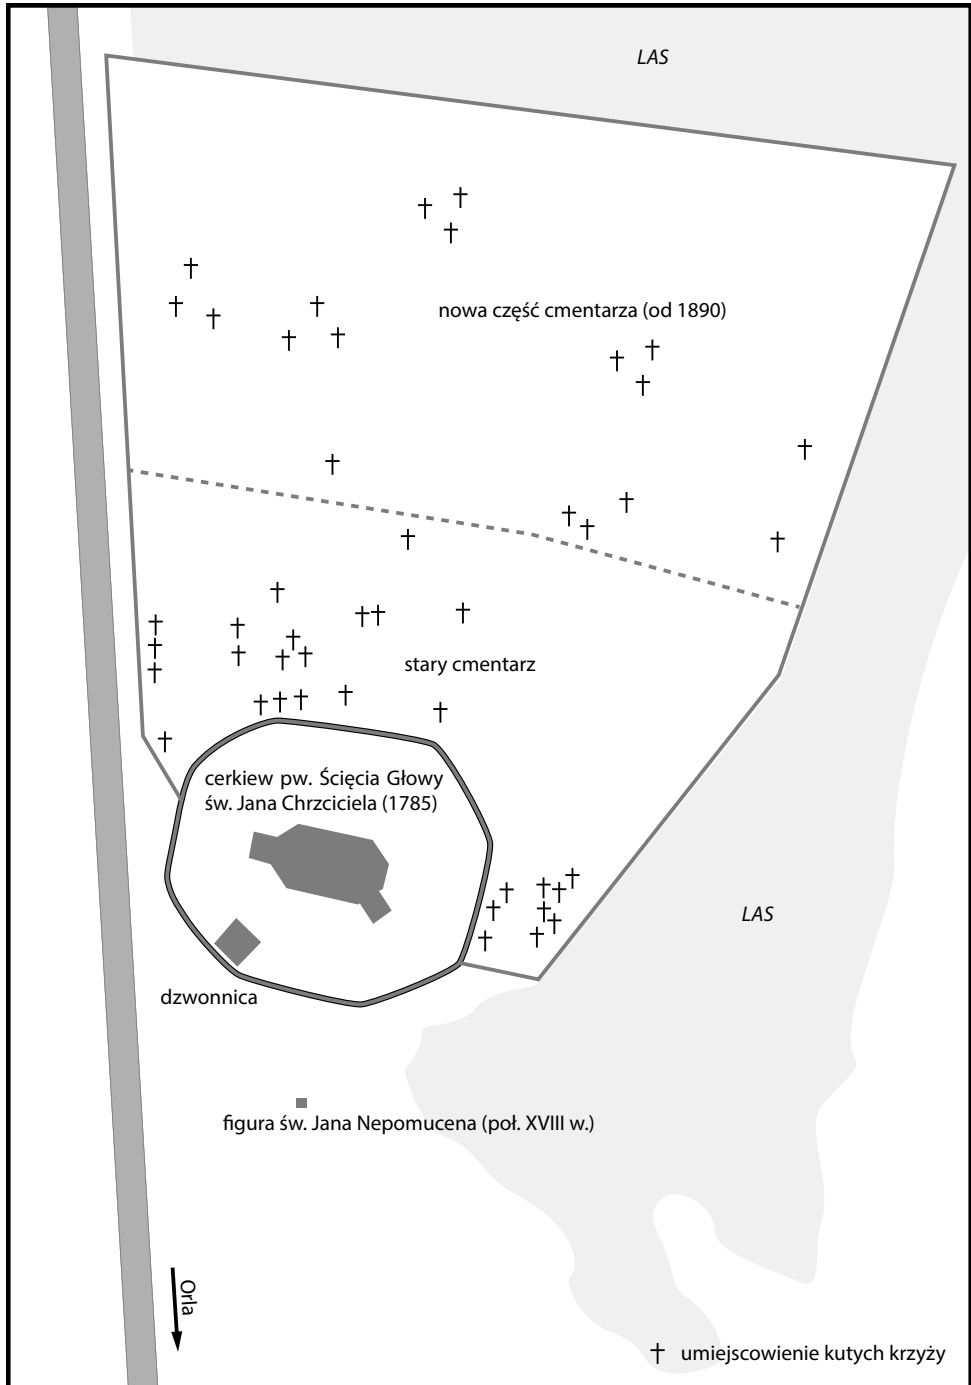 LAS
nowa część cmentarza (od 1890)
stary cmentarz
cerkiew pw. Ścięcia Głowy
św. Jana Chrzciciela (1785)
LAS
dzwonnica
figura św. Jana Nepomucena (poł. XVIII w.)
Orla
umiejscowienie kutych krzyży